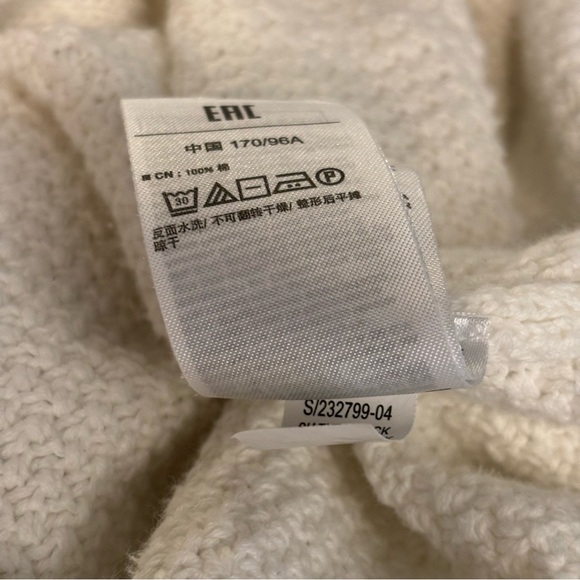 EAC
中国 170/96A
CN: 100% 棉
30 P
反面水洗/ 不可翻转干燥/ 整形后平摊
晾干
S/232799-04